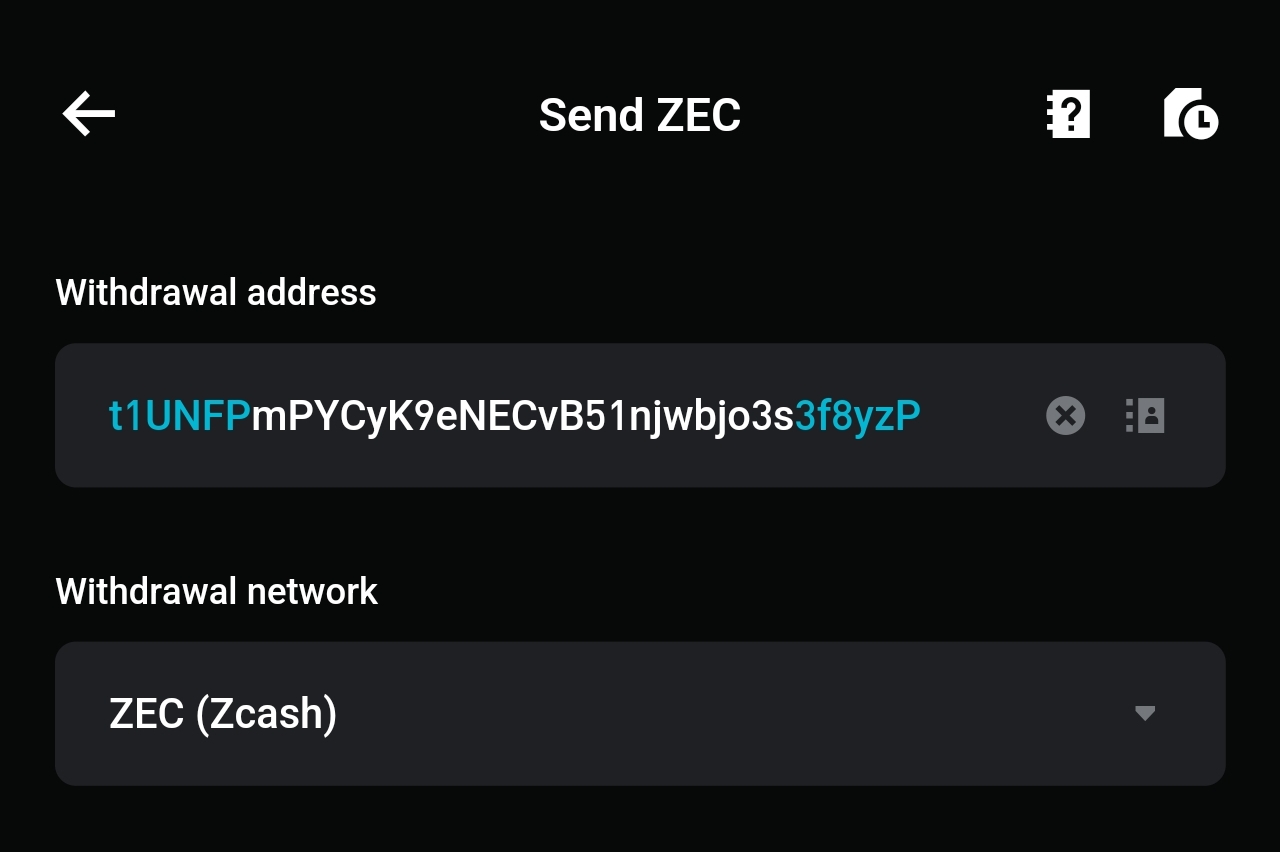 Send ZEC
Withdrawal address
t1UNFPmPYCyK9eNECvB51njwbjo3s3f8yzP
Withdrawal network
ZEC (Zcash)